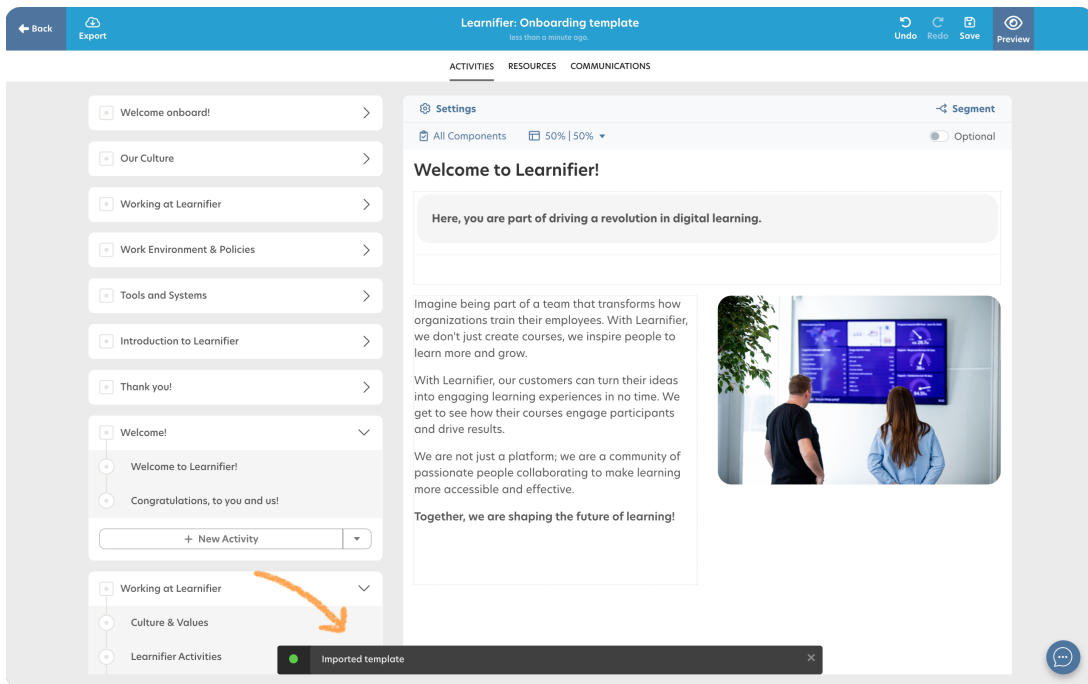 Back
Export
Learnifier: Onboarding template
less than a minute ago.
Undo
Redo
Save
Preview
ACTIVITIES
RESOURCES
COMMUNICATIONS
Welcome onboard!
Our Culture
Working at Learnifier
Work Environment & Policies
Tools and Systems
Introduction to Learnifier
Thank you!
Welcome!
Welcome to Learnifier!
Congratulations, to you and us!
+ New Activity
Working at Learnifier
Culture & Values
Learnifier Activities
Settings
Segment
All Components
50% | 50%
Optional
Welcome to Learnifier!
Here, you are part of driving a revolution in digital learning.
Imagine being part of a team that transforms how
organizations train their employees. With Learnifier,
we don't just create courses, we inspire people to
learn more and grow.
With Learnifier, our customers can turn their ideas
into engaging learning experiences in no time. We
get to see how their courses engage participants
and drive results.
We are not just a platform; we are a community of
passionate people collaborating to make learning
more accessible and effective.
Together, we are shaping the future of learning!
Imported template